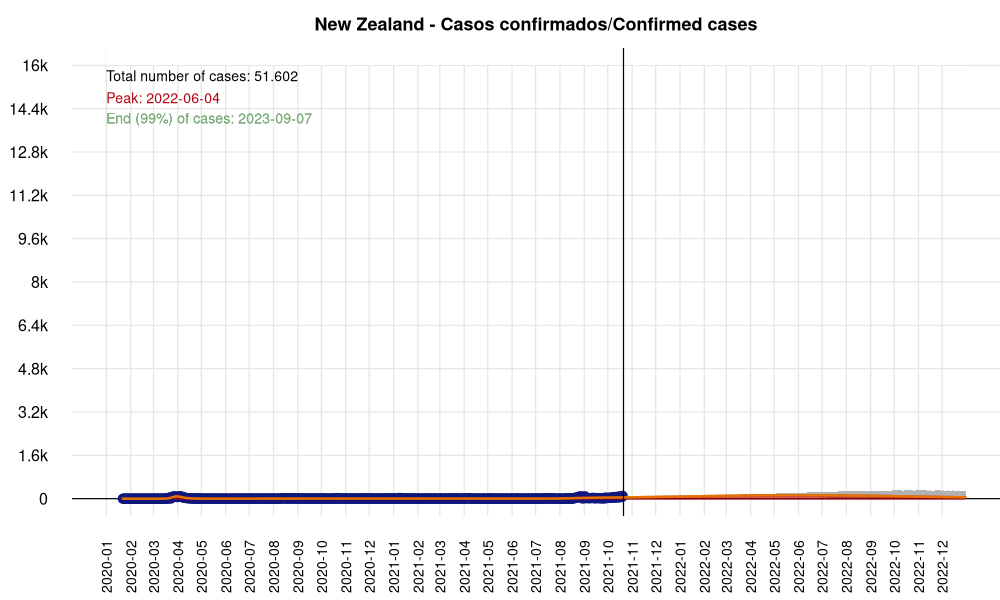 New Zealand - Casos confirmados/Confirmed cases
Total number of cases: 51.602
Peak: 2022-06-04
End (99%) of cases: 2023-09-07
16k
14.4k
12.8k
11.2k
9.6k
8k
6.4k
4.8k
3.2k
1.6k
0
2020-01
2020-02
2020-03
2020-04
2020-05
2020-06
2020-07
2020-08
2020-09
2020-10
2020-11
2020-12
2021-01
2021-02
2021-03
2021-04
2021-05
2021-06
2021-07
2021-08
2021-09
2021-10
2021-11
2021-12
2022-01
2022-02
2022-03
2022-04
2022-05
2022-06
2022-07
2022-08
2022-09
2022-10
2022-11
2022-12